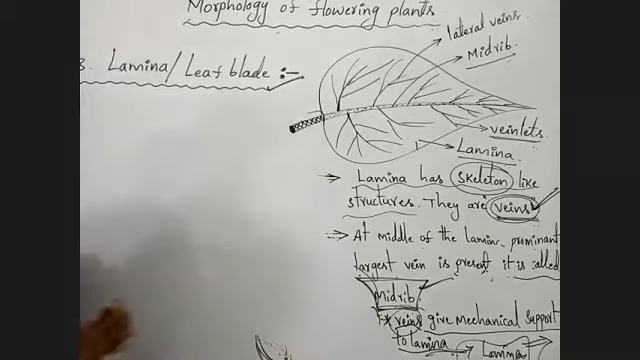 Morphology of flowering plants
3. Lamina/Leaf blade :-
lateral veins
Midrib
veinlets
Lamina
→ Lamina has skeleton like
structures. They are veins
→ At middle of the lamina, prominant
largest vein is present it is called
Midrib
* veins give Mechanical support
to lamina → Lamina →